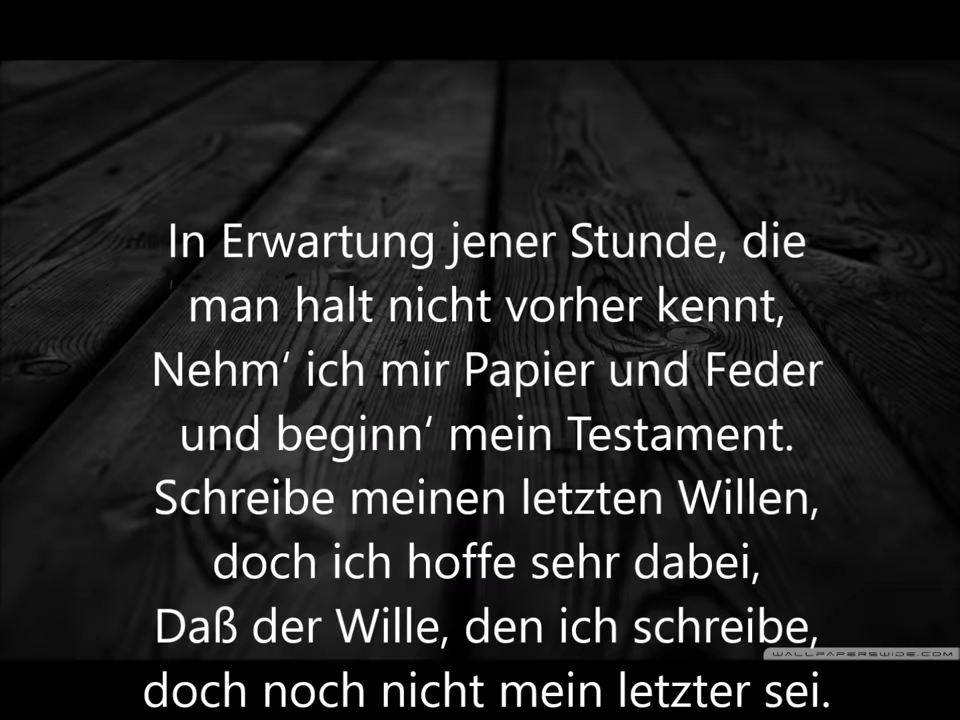 In Erwartung jener Stunde, die
man halt nicht vorher kennt,
Nehm‘ ich mir Papier und Feder
und beginn‘ mein Testament.
Schreibe meinen letzten Willen,
doch ich hoffe sehr dabei,
Daß der Wille, den ich schreibe,
WALLPAPERSWIDE.COM
doch noch nicht mein letzter sei.